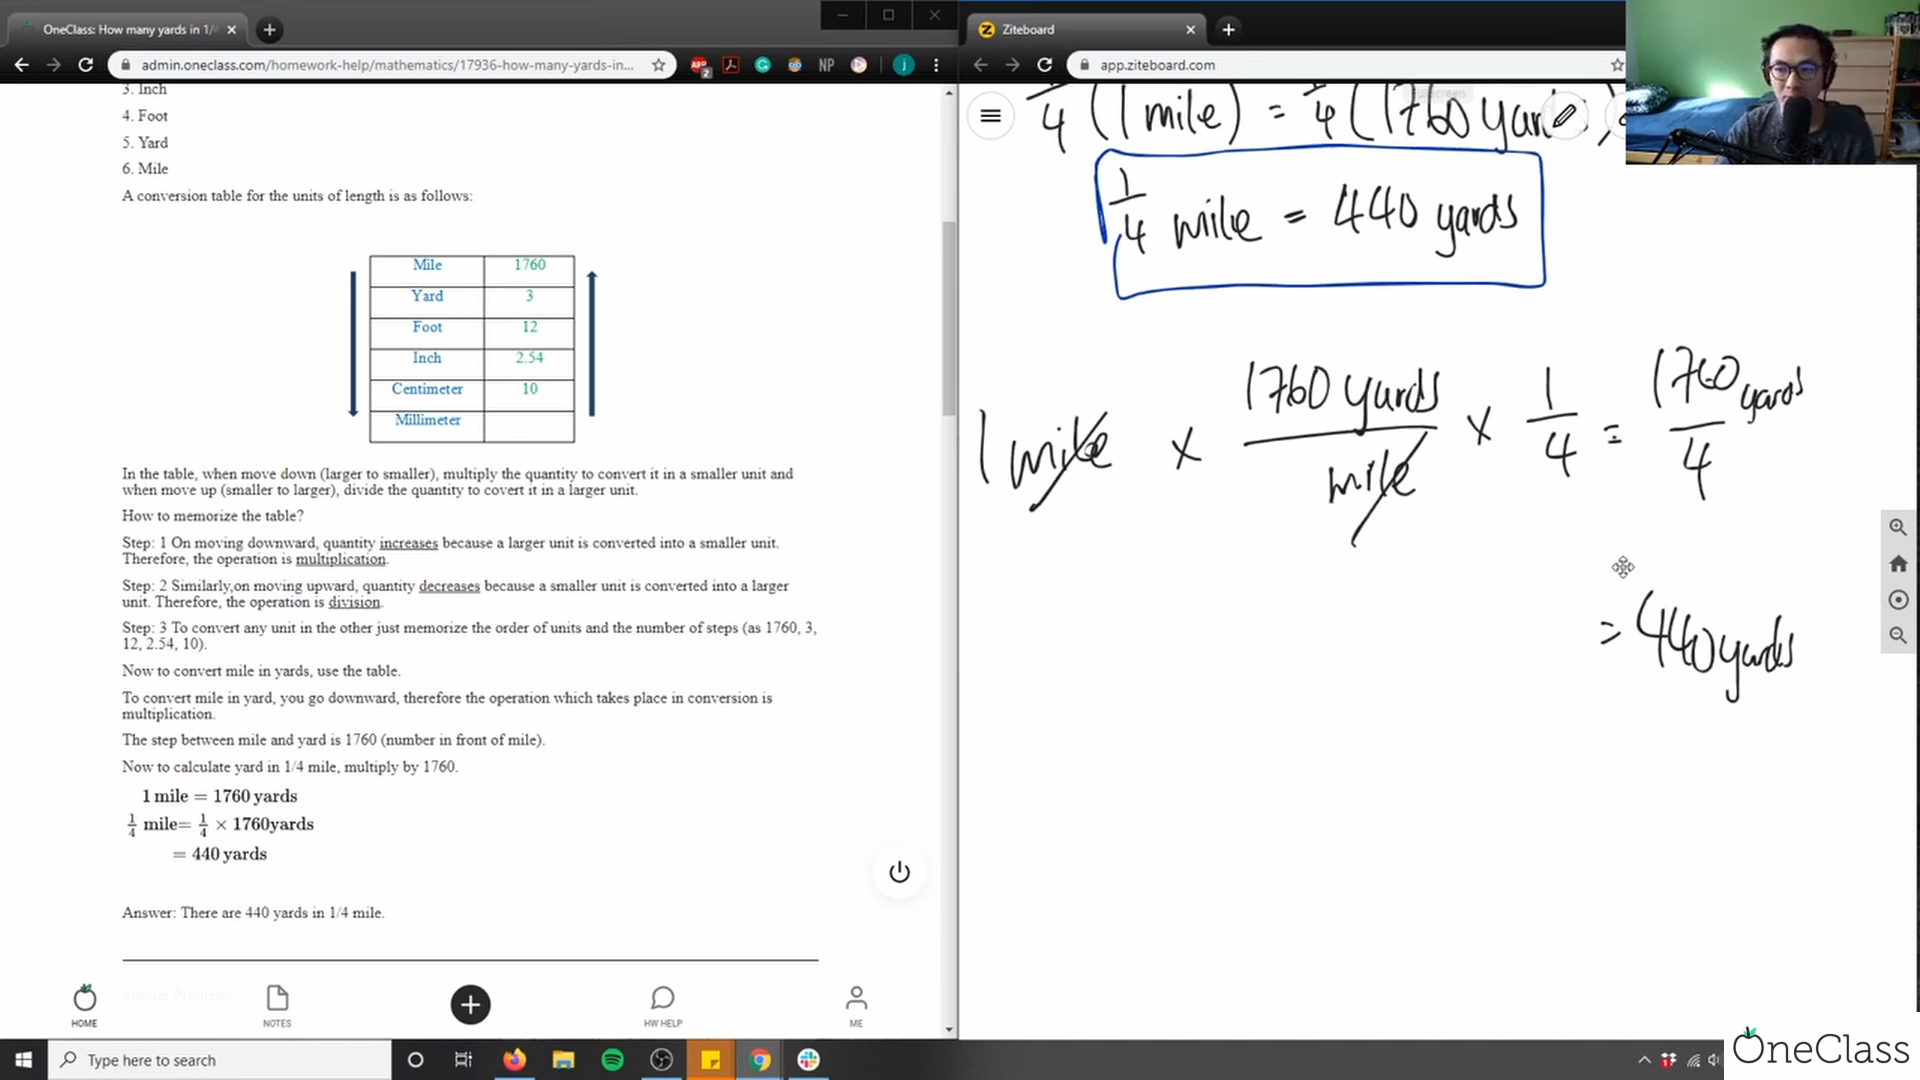 OneClass: How many yards in 1/4
Ziteboard
admin.oneclass.com/homework-help/mathematics/17936-how-many-yards-in...
2
NP
j
app.ziteboard.com
3. Inch
4. Foot
5. Yard
6. Mile
A conversion table for the units of length is as follows:
Mile 1760
Yard 3
Foot 12
Inch 2.54
Centimeter 10
Millimeter
In the table, when move down (larger to smaller), multiply the quantity to convert it in a smaller unit and
when move up (smaller to larger), divide the quantity to covert it in a larger unit.
How to memorize the table?
Step: 1 On moving downward, quantity increases because a larger unit is converted into a smaller unit.
Therefore, the operation is multiplication.
Step: 2 Similarly,on moving upward, quantity decreases because a smaller unit is converted into a larger
unit. Therefore, the operation is division.
Step: 3 To convert any unit in the other just memorize the order of units and the number of steps (as 1760, 3,
12, 2.54, 10).
Now to convert mile in yards, use the table.
To convert mile in yard, you go downward, therefore the operation which takes place in conversion is
multiplication.
The step between mile and yard is 1760 (number in front of mile).
Now to calculate yard in 1/4 mile, multiply by 1760.
1 mile = 1760 yards
1/4 mile= 1/4 × 1760yards
= 440 yards
Answer: There are 440 yards in 1/4 mile.
Similar Problems
HOME
NOTES
HW HELP
ME
Type here to search
1/4 (1 mile) = 1/4 (1760 yards)
1/4 mile = 440 yards
1 mile × 1760 yards/mile × 1/4 = 1760 yards/4
= 440 yards
OneClass